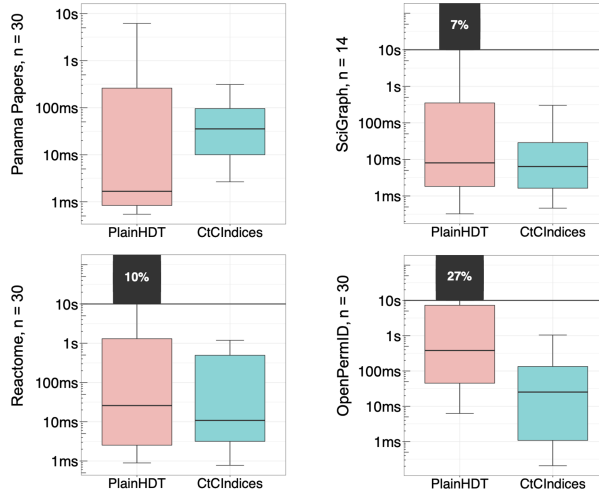 Panama Papers, n = 30
10s
1s
100ms
10ms
1ms
PlainHDT
CtCIndices
SciGraph, n = 14
7%
10s
1s
100ms
10ms
1ms
PlainHDT
CtCIndices
Reactome, n = 30
10%
10s
1s
100ms
10ms
1ms
PlainHDT
CtCIndices
OpenPermID, n = 30
27%
10s
1s
100ms
10ms
1ms
PlainHDT
CtCIndices